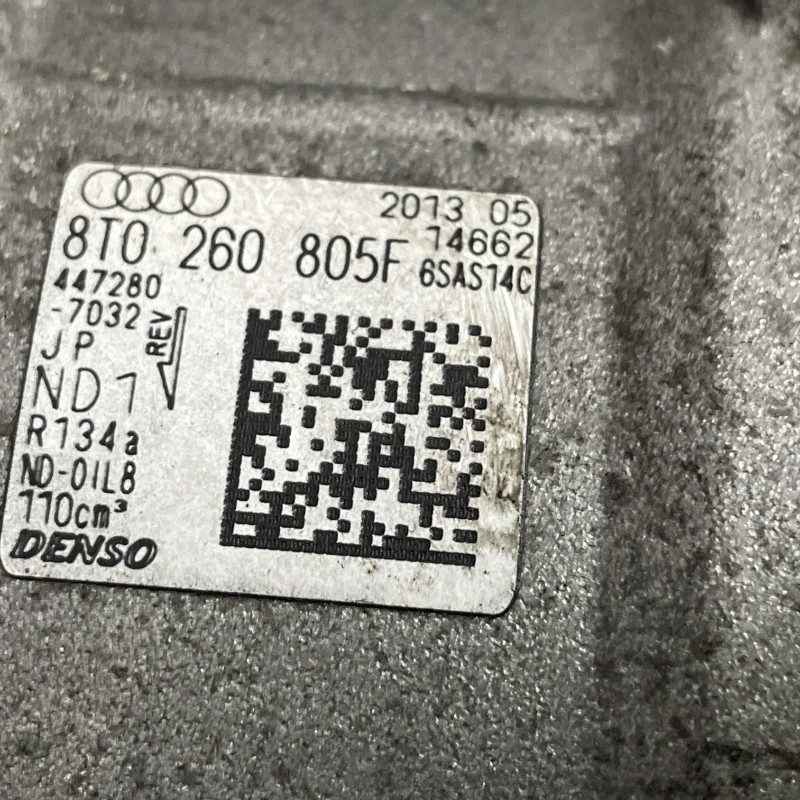 2013 05
14662
8T0 260 805F 6SAS14C
447280
-7032
REV
JP
ND1
R134a
ND-OIL8
110cm³
DENSO